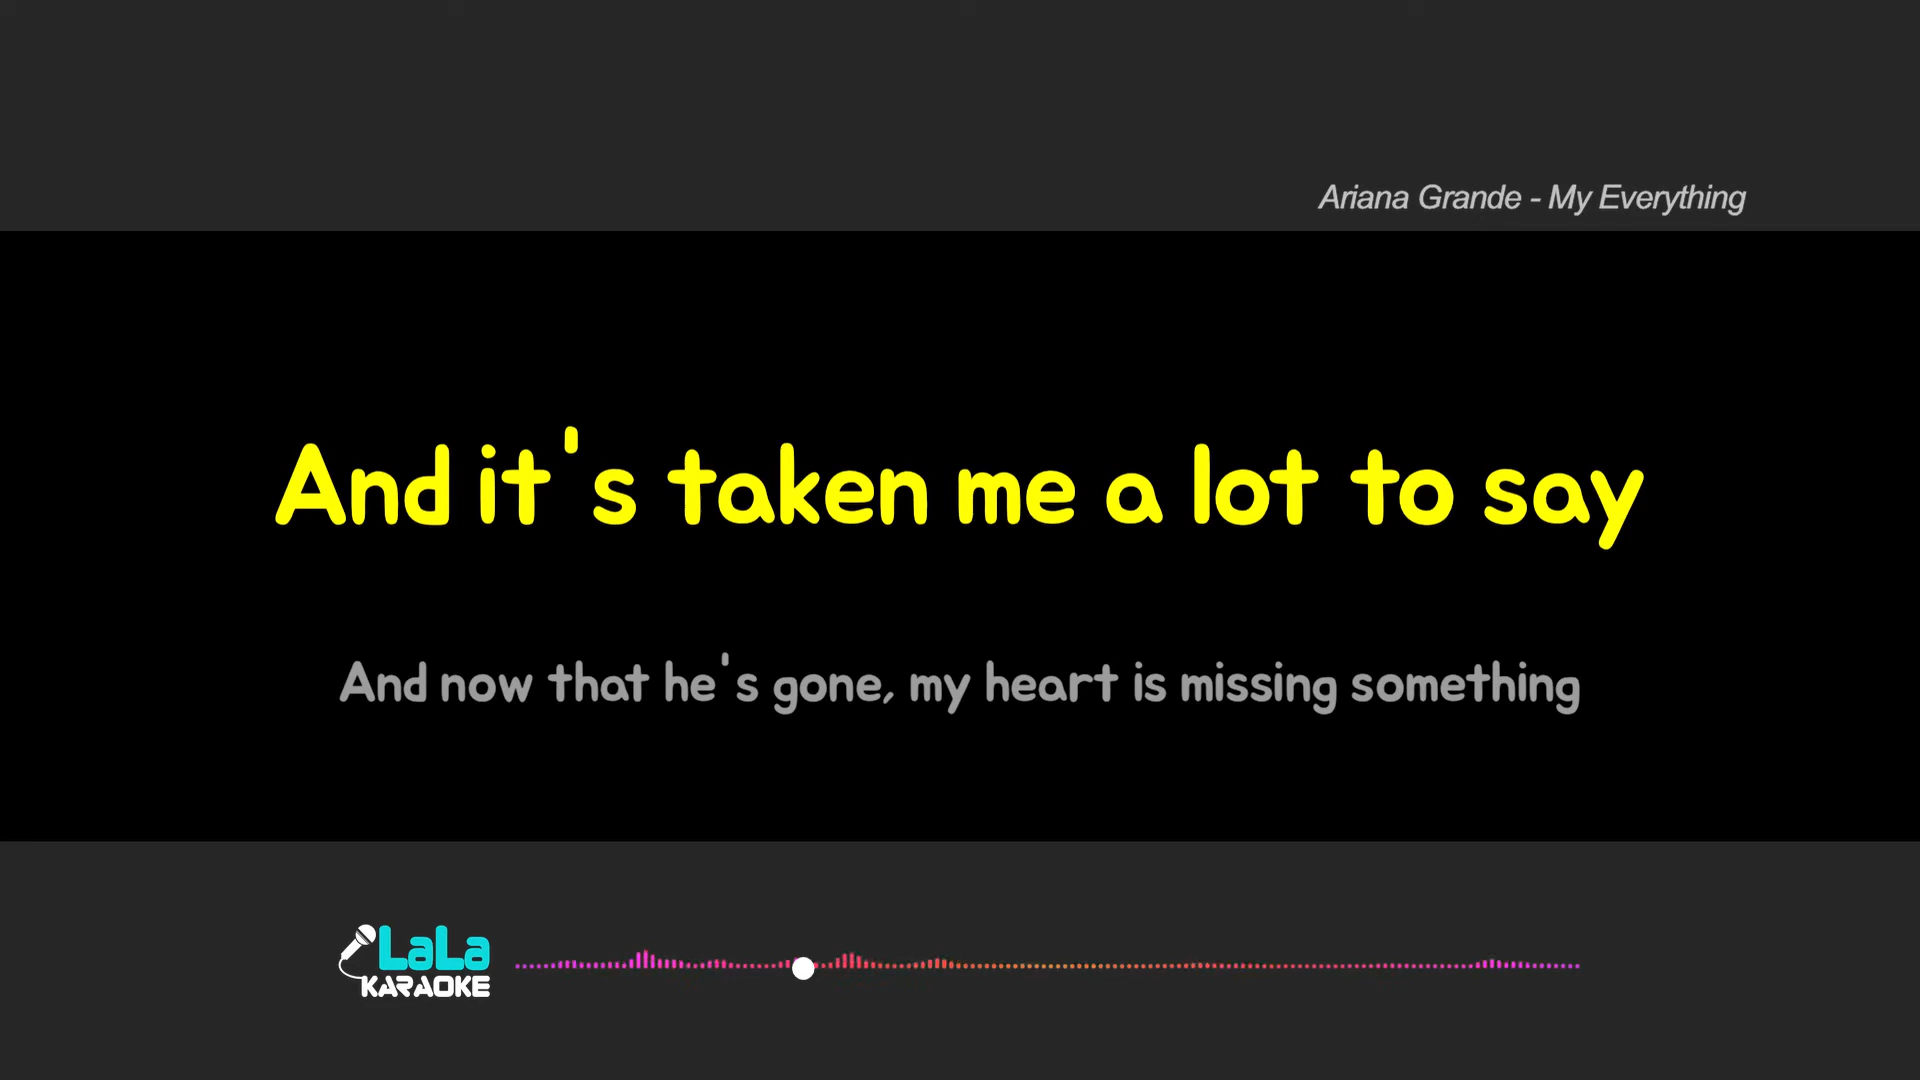 Ariana Grande - My Everything
And it's taken me a lot to say
And now that he's gone, my heart is missing something
LaLa
KARAOKE